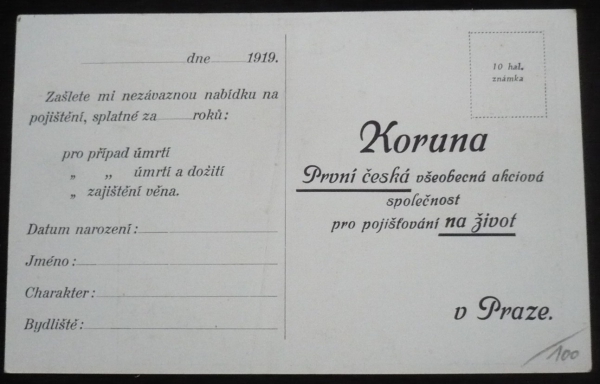 dne 1919.
Zašlete mi nezávaznou nabídku na
pojištění, splatné za roků:
pro případ úmrtí
„ „ úmrtí a dožití
„ zajištění věna.
Datum narození:
Jméno:
Charakter:
Bydliště:
10 hal.
známka
Koruna
První česká všeobecná akciová
společnost
pro pojišťování na život
v Praze.
100